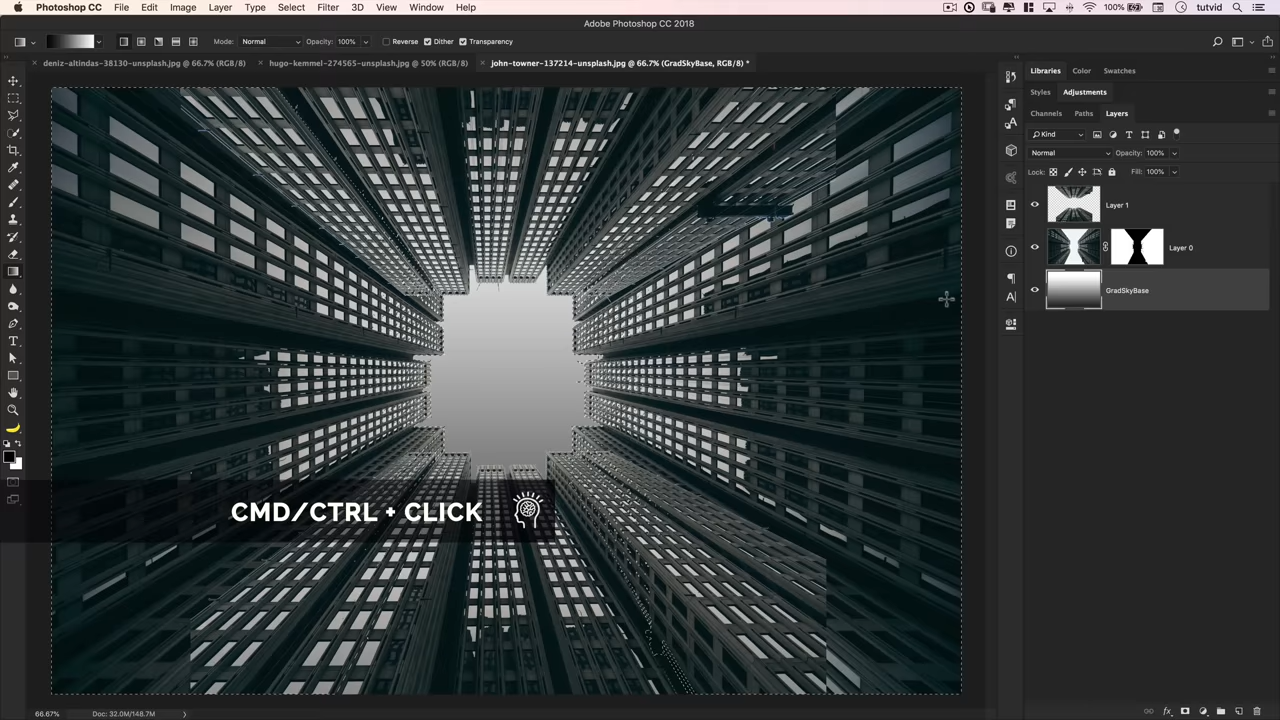 Photoshop CC File Edit Image Layer Type Select Filter 3D View Window Help 100%
Adobe Photoshop CC 2018
Mode: Normal Opacity: 100% Reverse Dither Transparency
deniz-altindas-38130-unsplash.jpg @ 66.7% (RGB/8) hugo-kemmel-274565-unsplash.jpg @ 50% (RGB/8) john-towner-137214-unsplash.jpg @ 66.7% (GradSkyBase, RGB/8) *
Libraries Color Swatches
Styles Adjustments
Channels Paths Layers
Kind
Normal Opacity: 100%
Lock: Fill: 100%
Layer 1
Layer 0
GradSkyBase
CMD/CTRL + CLICK
66.67% Doc: 32.0M/148.7M